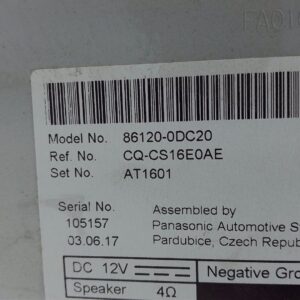 Model No. 86120-0DC20
Ref. No. CQ-CS16E0AE
Set No. AT1601
Serial No.
105157
03.06.17
Assembled by
Panasonic Automotive S
Pardubice, Czech Repub
DC 12V
Negative Gro
Speaker 4Ω